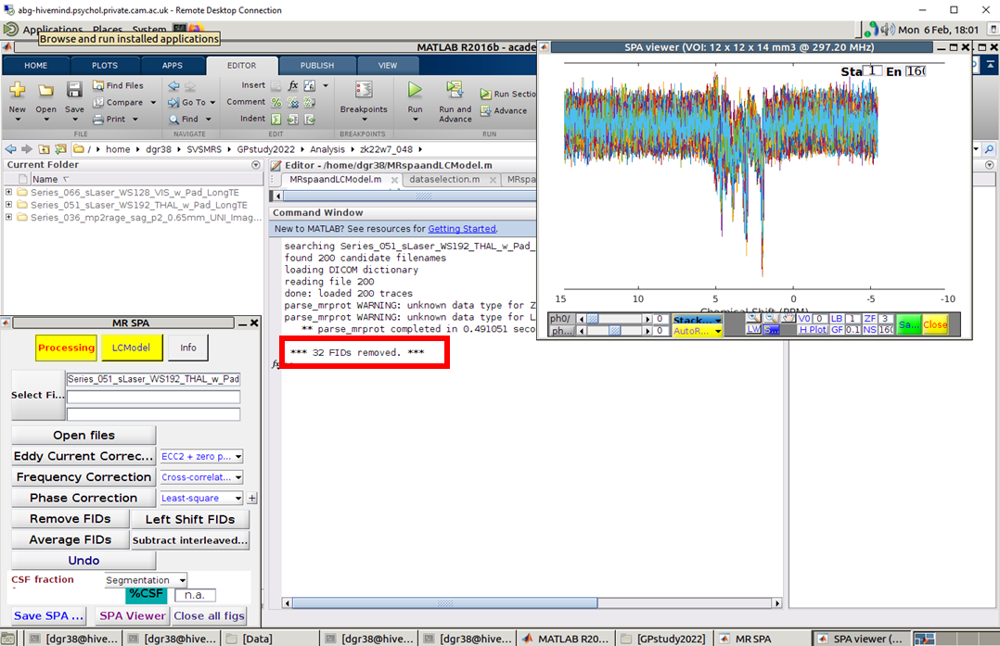 abg-hivemind.psychol.private.cam.ac.uk - Remote Desktop Connection
Applications Places System
Mon 6 Feb, 18:01
Browse and run installed applications
MATLAB R2016b - acade
SPA viewer (VOI: 12 x 12 x 14 mm3 @ 297.20 MHz)
HOME PLOTS APPS EDITOR PUBLISH VIEW
Sta 1 En 160
New Open Save
Find Files
Compare
Print
Go To
Find
Insert fx
Comment
Indent
Breakpoints
Run
Run and Advance
Run Sectio
Advance
FILE NAVIGATE EDIT BREAKPOINTS RUN
/ home dgr38 SVSMRS GPstudy2022 Analysis zk22w7_048
Current Folder
Name
Series_066_sLaser_WS128_VIS_w_Pad_LongTE
Series_051_sLaser_WS192_THAL_w_Pad_LongTE
Series_036_mp2rage_sag_p2_0.65mm_UNI_Imag...
Editor - /home/dgr38/MRspaandLCModel.m
MRspaandLCModel.m dataselection.m MRspa
Command Window
New to MATLAB? See resources for Getting Started.
searching Series_051_sLaser_WS192_THAL_w_Pad_
found 200 candidate filenames
loading DICOM dictionary
reading file 200
done: loaded 200 traces
parse_mrprot WARNING: unknown data type for Z
parse_mrprot WARNING: unknown data type for L
** parse_mrprot completed in 0.491051 seco
*** 32 FIDs removed. ***
fx
15 10 5 0 -5 -10
Chemical Shift (PPM)
ph0/ 0 Stack... V0 0 LB 1 ZF 3 Sa... Close
ph... 0 AutoR... LW S... H Plot GF 0.1 NS 160
MR SPA
Processing LCModel Info
Select Fi... Series_051_sLaser_WS192_THAL_w_Pad
Open files
Eddy Current Correc... ECC2 + zero p...
Frequency Correction Cross-correlat...
Phase Correction Least-square +
Remove FIDs Left Shift FIDs
Average FIDs Subtract interleaved...
Undo
CSF fraction Segmentation
%CSF n.a.
Save SPA ... SPA Viewer Close all figs
[dgr38@hive... [dgr38@hive... [Data] [dgr38@hive... [dgr38@hive... MATLAB R20... [GPstudy2022] MR SPA SPA viewer (...